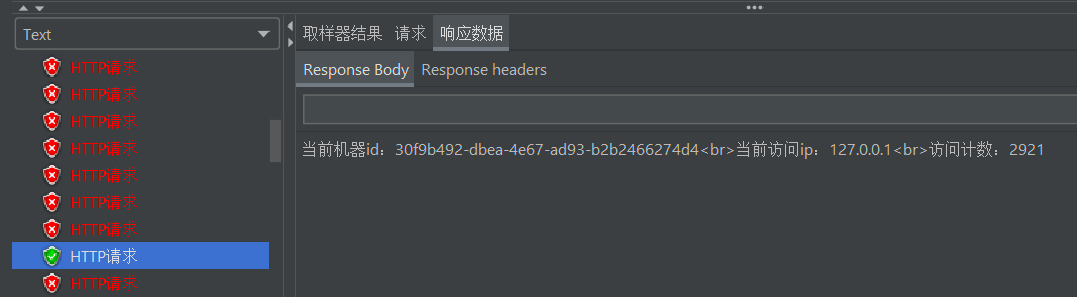 Text
HTTP请求
HTTP请求
HTTP请求
HTTP请求
HTTP请求
HTTP请求
HTTP请求
HTTP请求
HTTP请求
取样器结果 请求 响应数据
Response Body Response headers
当前机器id：30f9b492-dbea-4e67-ad93-b2b2466274d4<br>当前访问ip：127.0.0.1<br>访问计数：2921